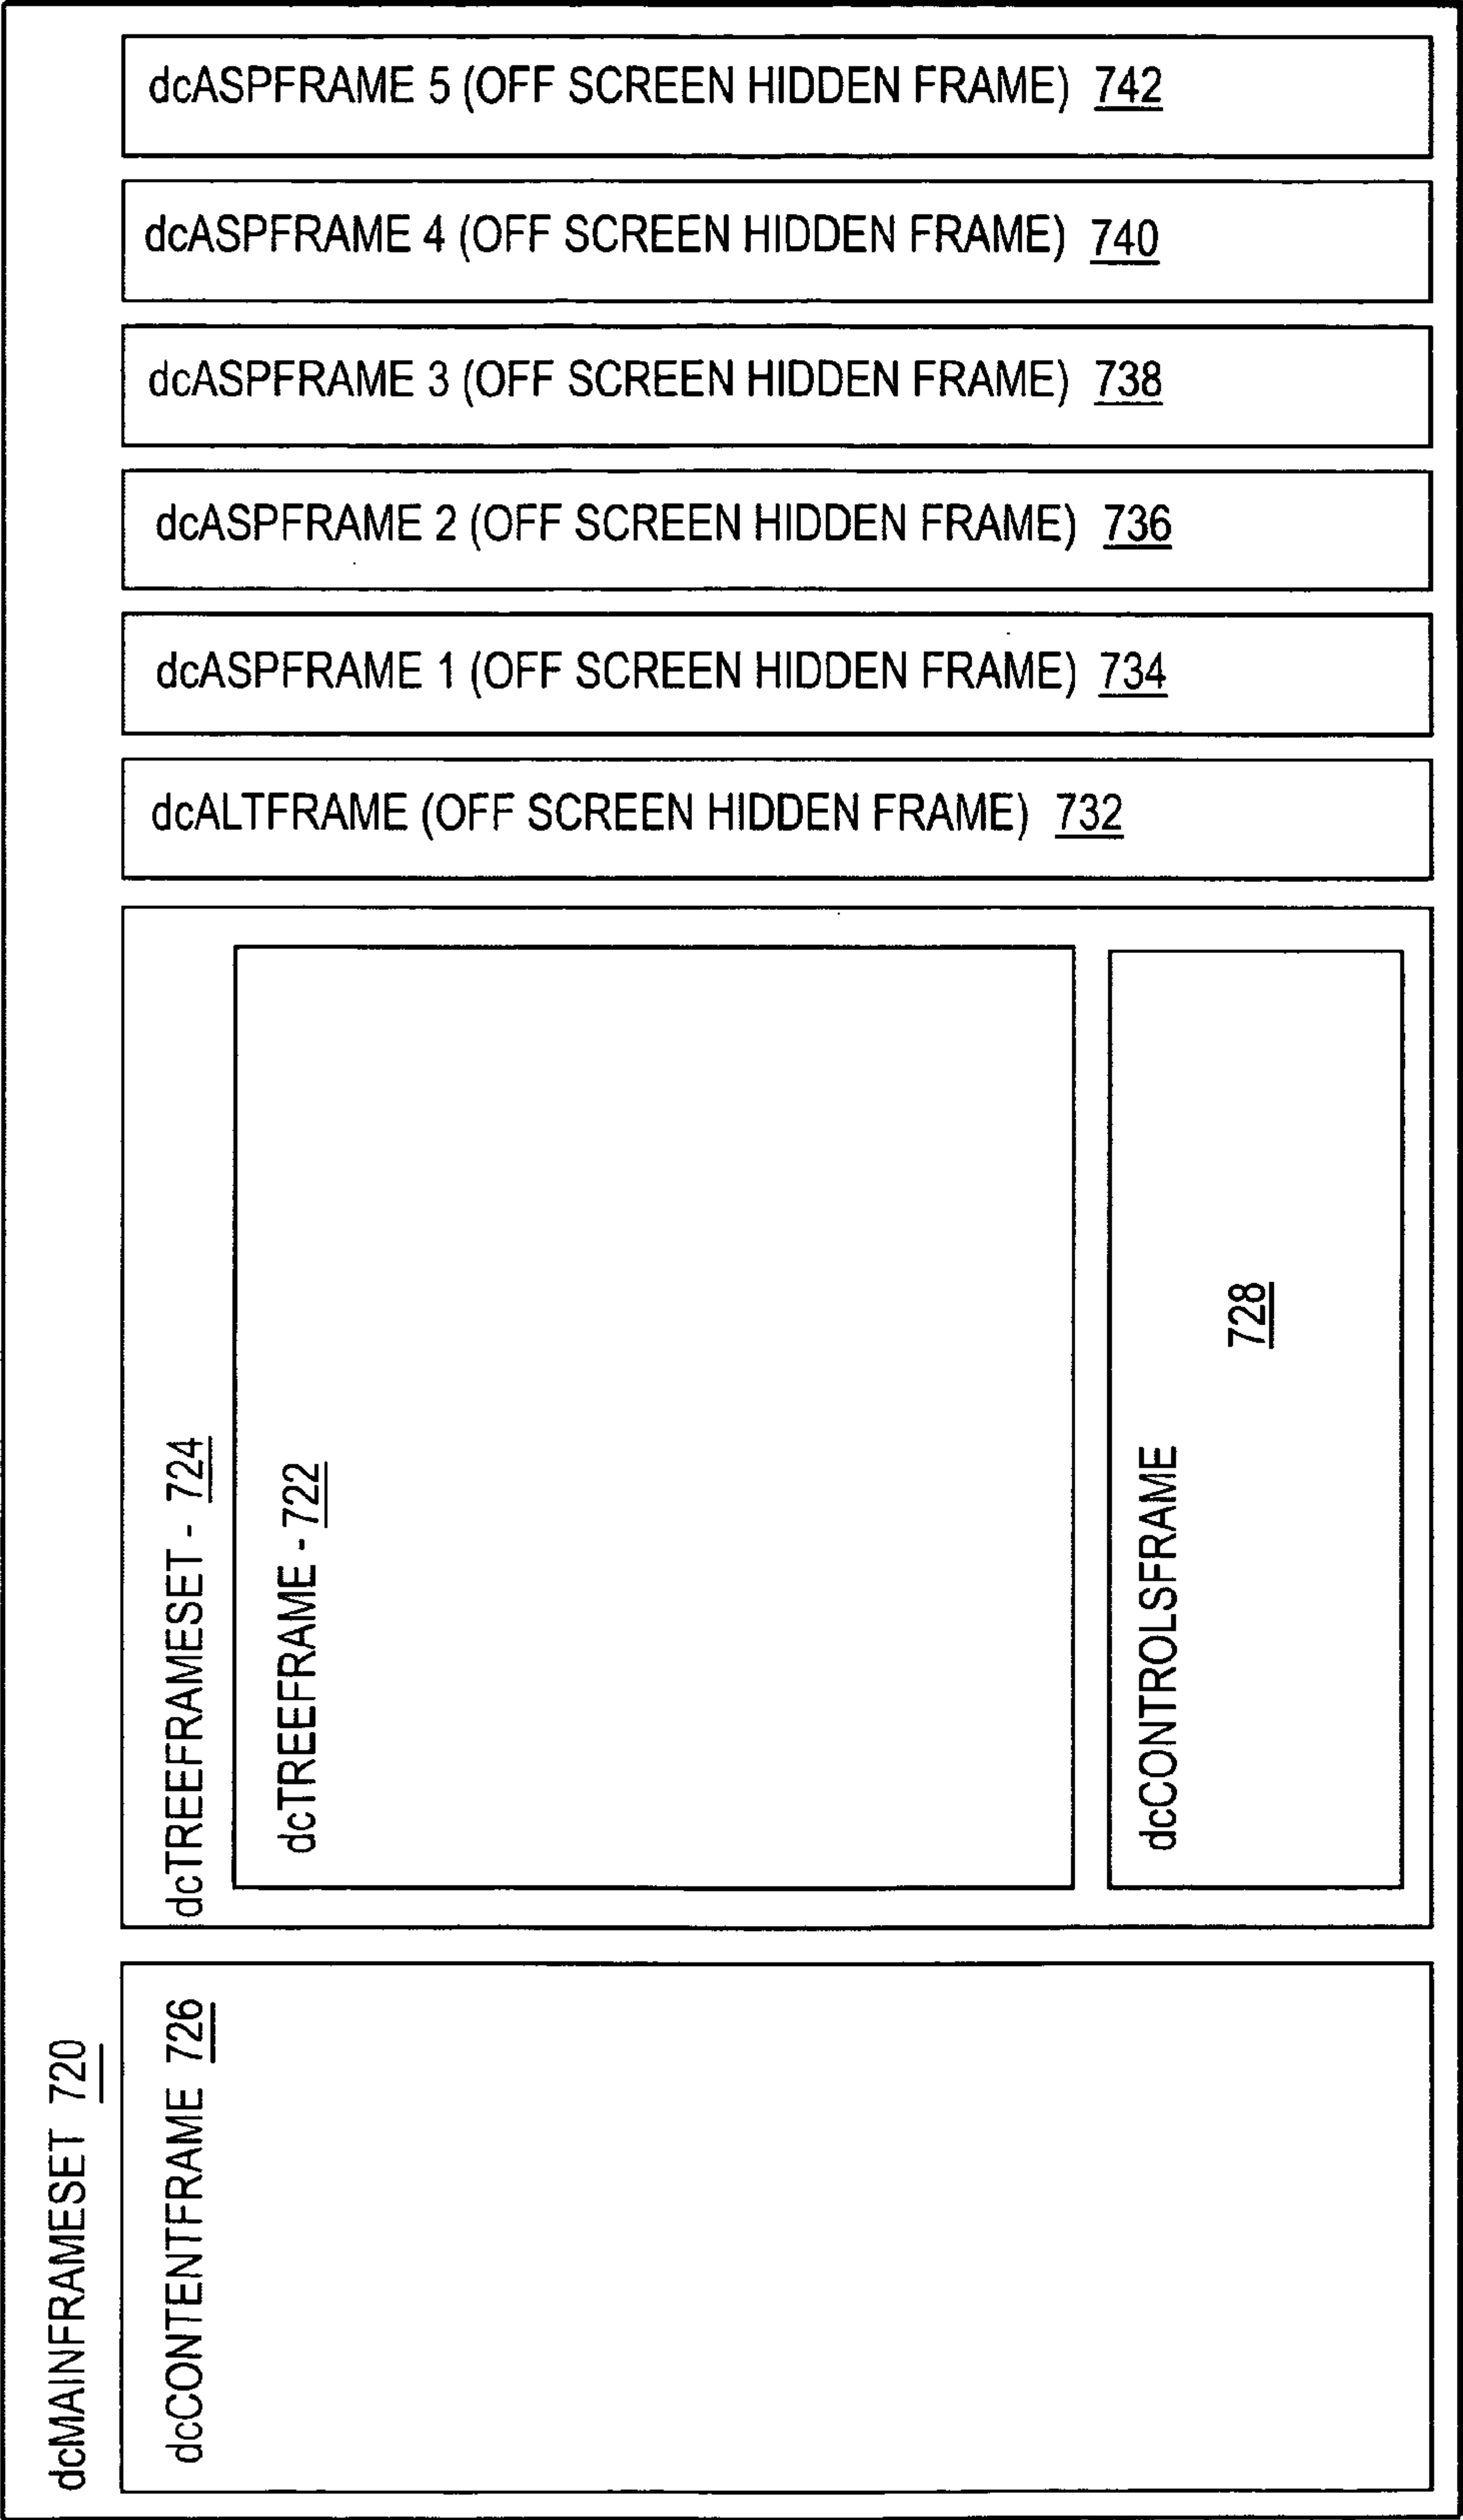 dcMAINFRAMESET 720
dcCONTENTFRAME 726
dcTREEFRAMESET - 724
dcTREEFRAME - 722
dcCONTROLSFRAME
728
dcALTFRAME (OFF SCREEN HIDDEN FRAME) 732
dcASPFRAME 1 (OFF SCREEN HIDDEN FRAME) 734
dcASPFRAME 2 (OFF SCREEN HIDDEN FRAME) 736
dcASPFRAME 3 (OFF SCREEN HIDDEN FRAME) 738
dcASPFRAME 4 (OFF SCREEN HIDDEN FRAME) 740
dcASPFRAME 5 (OFF SCREEN HIDDEN FRAME) 742